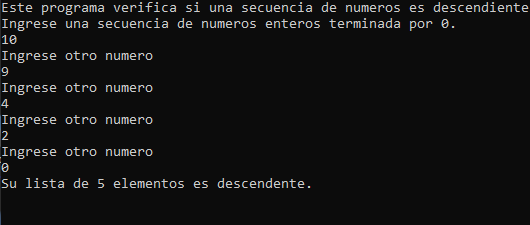 Este programa verifica si una secuencia de numeros es descendiente
Ingrese una secuencia de numeros enteros terminada por 0.
10
Ingrese otro numero
9
Ingrese otro numero
4
Ingrese otro numero
2
Ingrese otro numero
0
Su lista de 5 elementos es descendente.